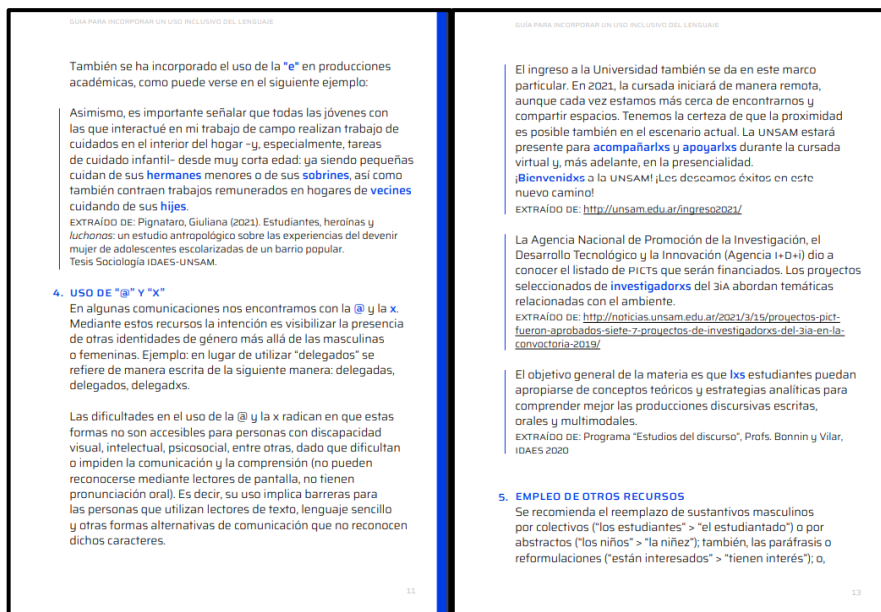 GUIA PARA INCORPORAR UN USO INCLUSIVO DEL LENGUAJE
También se ha incorporado el uso de la "e" en producciones
académicas, como puede verse en el siguiente ejemplo:
Asimismo, es importante señalar que todas las jóvenes con
las que interactué en mi trabajo de campo realizan trabajo de
cuidados en el interior del hogar –y, especialmente, tareas
de cuidado infantil– desde muy corta edad: ya siendo pequeñas
cuidan de sus hermanes menores o de sus sobrines, así como
también contraen trabajos remunerados en hogares de vecines
cuidando de sus hijes.
EXTRAÍDO DE: Pignataro, Giuliana (2021). Estudiantes, heroínas y
luchonas: un estudio antropológico sobre las experiencias del devenir
mujer de adolescentes escolarizadas de un barrio popular.
Tesis Sociología IDAES-UNSAM.
4. USO DE "@" Y "X"
En algunas comunicaciones nos encontramos con la @ y la x.
Mediante estos recursos la intención es visibilizar la presencia
de otras identidades de género más allá de las masculinas
o femeninas. Ejemplo: en lugar de utilizar "delegados" se
refiere de manera escrita de la siguiente manera: delegadas,
delegados, delegadxs.
Las dificultades en el uso de la @ y la x radican en que estas
formas no son accesibles para personas con discapacidad
visual, intelectual, psicosocial, entre otras, dado que dificultan
o impiden la comunicación y la comprensión (no pueden
reconocerse mediante lectores de pantalla, no tienen
pronunciación oral). Es decir, su uso implica barreras para
las personas que utilizan lectores de texto, lenguaje sencillo
y otras formas alternativas de comunicación que no reconocen
dichos caracteres.
11
GUÍA PARA INCORPORAR UN USO INCLUSIVO DEL LENGUAJE
El ingreso a la Universidad también se da en este marco
particular. En 2021, la cursada iniciará de manera remota,
aunque cada vez estamos más cerca de encontrarnos y
compartir espacios. Tenemos la certeza de que la proximidad
es posible también en el escenario actual. La UNSAM estará
presente para acompañarlxs y apoyarlxs durante la cursada
virtual y, más adelante, en la presencialidad.
¡Bienvenidxs a la UNSAM! ¡Les deseamos éxitos en este
nuevo camino!
EXTRAÍDO DE: http://unsam.edu.ar/ingreso2021/
La Agencia Nacional de Promoción de la Investigación, el
Desarrollo Tecnológico y la Innovación (Agencia I+D+i) dio a
conocer el listado de PICTs que serán financiados. Los proyectos
seleccionados de investigadorxs del 3iA abordan temáticas
relacionadas con el ambiente.
EXTRAÍDO DE: http://noticias.unsam.edu.ar/2021/3/15/proyectos-pict-
fueron-aprobados-siete-7-proyectos-de-investigadorxs-del-3ia-en-la-
convoctoria-2019/
El objetivo general de la materia es que lxs estudiantes puedan
apropiarse de conceptos teóricos y estrategias analíticas para
comprender mejor las producciones discursivas escritas,
orales y multimodales.
EXTRAÍDO DE: Programa "Estudios del discurso", Profs. Bonnin y Vilar,
IDAES 2020
5. EMPLEO DE OTROS RECURSOS
Se recomienda el reemplazo de sustantivos masculinos
por colectivos ("los estudiantes" > "el estudiantado") o por
abstractos ("los niños" > "la niñez"); también, las paráfrasis o
reformulaciones ("están interesados" > "tienen interés"); o,
13